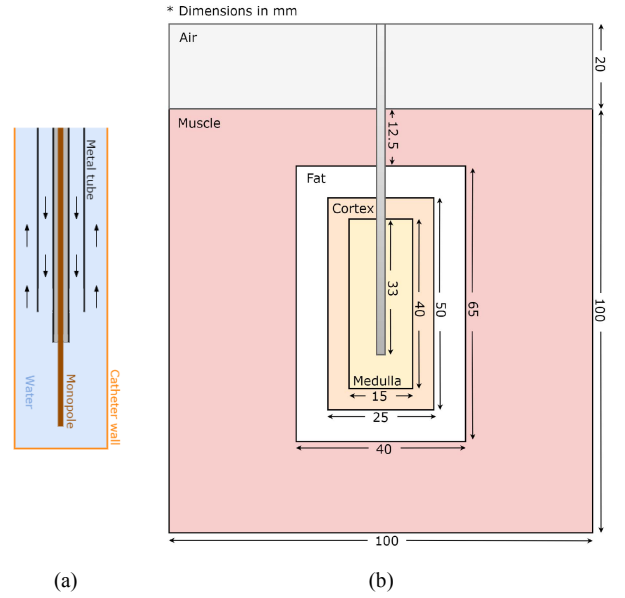 * Dimensions in mm
Air
20
Muscle
12.5
Metal tube
Fat
Cortex
33
40
50
65
100
Water
Monopole
Catheter wall
Medulla
15
25
40
100
(a)
(b)